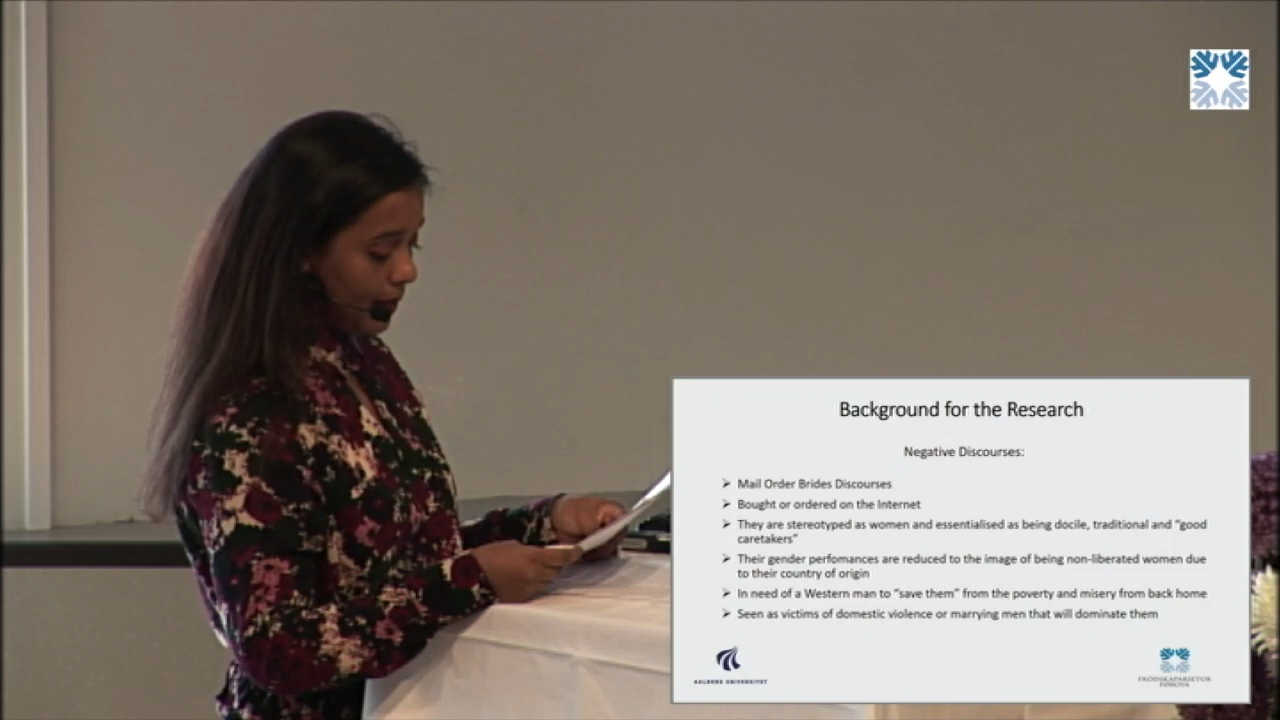 Background for the Research
Negative Discourses:
➢ Mail Order Brides Discourses
➢ Bought or ordered on the Internet
➢ They are stereotyped as women and essentialised as being docile, traditional and “good
caretakers”
➢ Their gender perfomances are reduced to the image of being non-liberated women due
to their country of origin
➢ In need of a Western man to “save them” from the poverty and misery from back home
➢ Seen as victims of domestic violence or marrying men that will dominate them
AALBORG UNIVERSITET
FRÓÐSKAPARSETUR
FØROYA